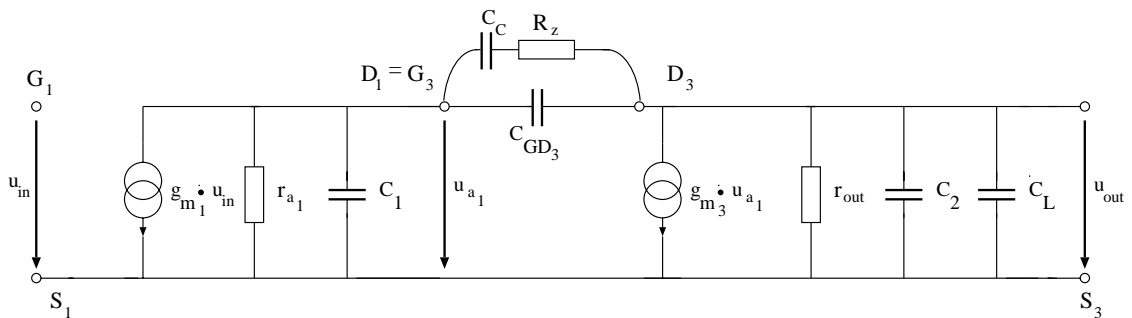 C_C R_z
D_1 = G_3 D_3
G_1
C_GD_3
u_in g_m_1 · u_in r_a_1 C_1 u_a_1 g_m_3 · u_a_1 r_out C_2 C_L u_out
S_1 S_3